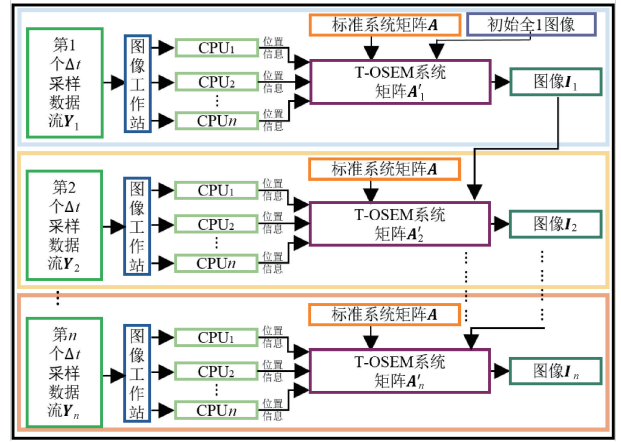 标准系统矩阵A
初始全1图像
第1
个Δt
采样
数据
流Y₁
图像工作站
CPU₁
CPU₂
⋮
CPUn
位置
信息
位置
信息
位置
信息
T-OSEM系统
矩阵A′₁
图像I₁
标准系统矩阵A
第2
个Δt
采样
数据
流Y₂
图像工作站
CPU₁
CPU₂
⋮
CPUn
位置
信息
位置
信息
位置
信息
T-OSEM系统
矩阵A′₂
图像I₂
标准系统矩阵A
第n
个Δt
采样
数据
流Yₙ
图像工作站
CPU₁
CPU₂
⋮
CPUn
位置
信息
位置
信息
位置
信息
T-OSEM系统
矩阵A′ₙ
图像Iₙ